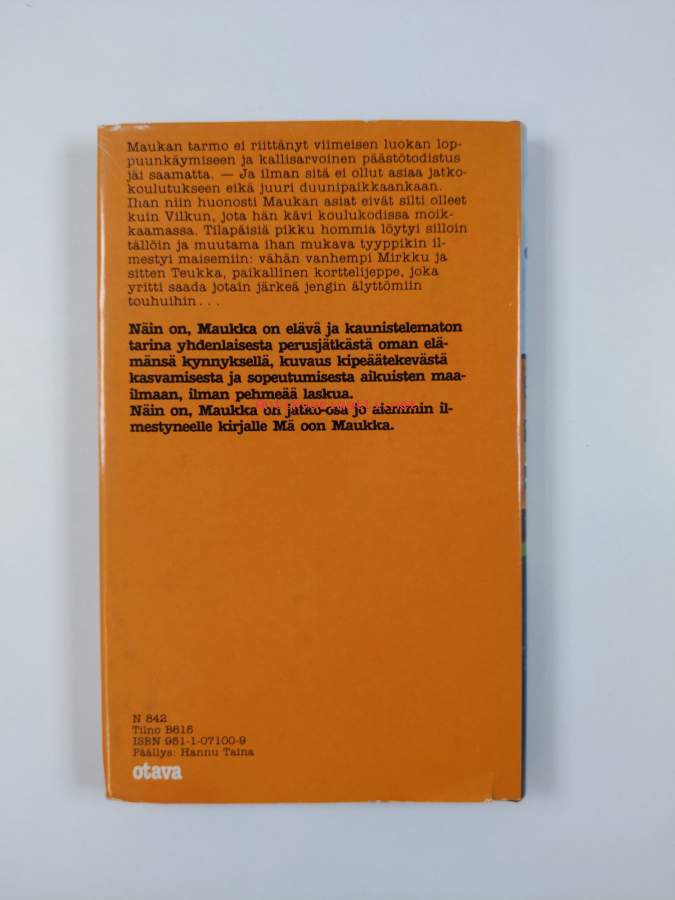 Maukan tarmo ei riittänyt viimeisen luokan lop-
puunkäymiseen ja kallisarvoinen päästötodistus
jäi saamatta. — Ja ilman sitä ei ollut asiaa jatko-
koulutukseen eikä juuri duunipaikkaankaan.
Ihan niin huonosti Maukan asiat eivät silti olleet
kuin Vilkun, jota hän kävi koulukodissa moik-
kaamassa. Tilapäisiä pikku hommia löytyi silloin
tällöin ja muutama ihan mukava tyyppikin il-
mestyi maisemiin: vähän vanhempi Mirkku ja
sitten Teukka, paikallinen korttelijeppe, joka
yritti saada jotain järkeä jengin älyttömiin
touhuihin...
Näin on, Maukka on elävä ja kaunistelematon
tarina yhdenlaisesta perusjätkästä oman elä-
mänsä kynnyksellä, kuvaus kipeäätekevästä
kasvamisesta ja sopeutumisesta aikuisten maa-
ilmaan, ilman pehmeää laskua.
Näin on, Maukka on jatko-osa jo aiemmin il-
mestyneelle kirjalle Mä oon Maukka.
N 842
Tilno B615
ISBN 951-1-07100-9
Päällys: Hannu Taina
otava